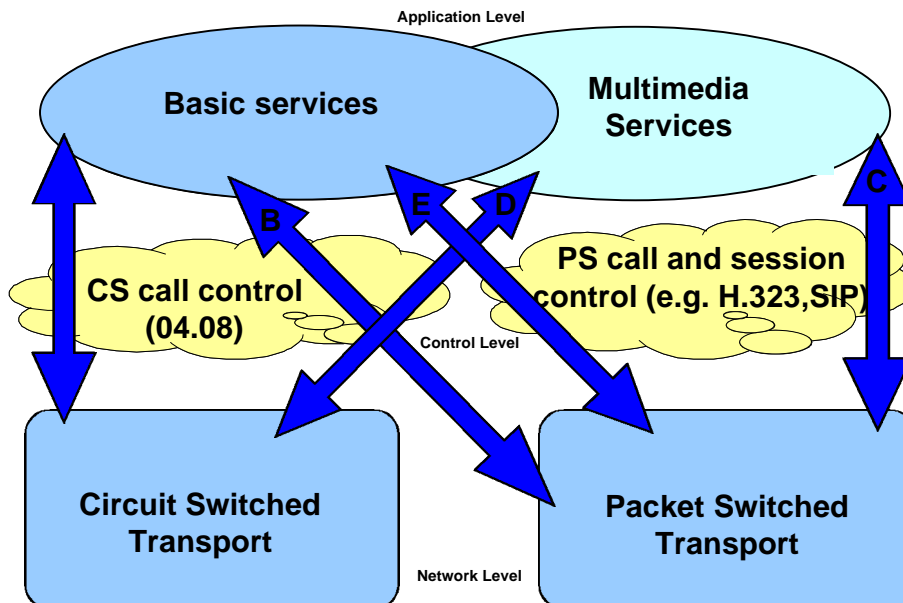 Application Level
Basic services
Multimedia
Services
B
E
D
C
CS call control
(04.08)
PS call and session
control (e.g. H.323,SIP)
Control Level
Circuit Switched
Transport
Packet Switched
Transport
Network Level